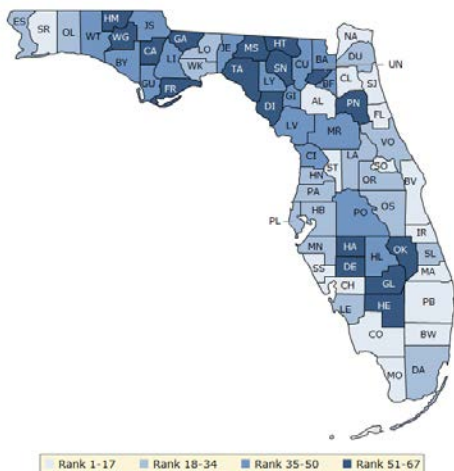 HM
JS
NA
ES
SR
OL
WT
WG
GA
CA
LO
JE
MS
HT
BA
DU
UN
BY
LI
WK
SN
CU
CL
SJ
GU
FR
TA
LY
BF
DI
GI
AL
PN
FL
LV
MR
VO
CI
ST
LA
SO
HN
OR
BV
PA
OS
PL
HB
PO
IR
MN
HA
HL
OK
SL
SS
DE
MA
CH
GL
LE
HE
PB
CO
BW
MO
DA
Rank 1-17 Rank 18-34 Rank 35-50 Rank 51-67